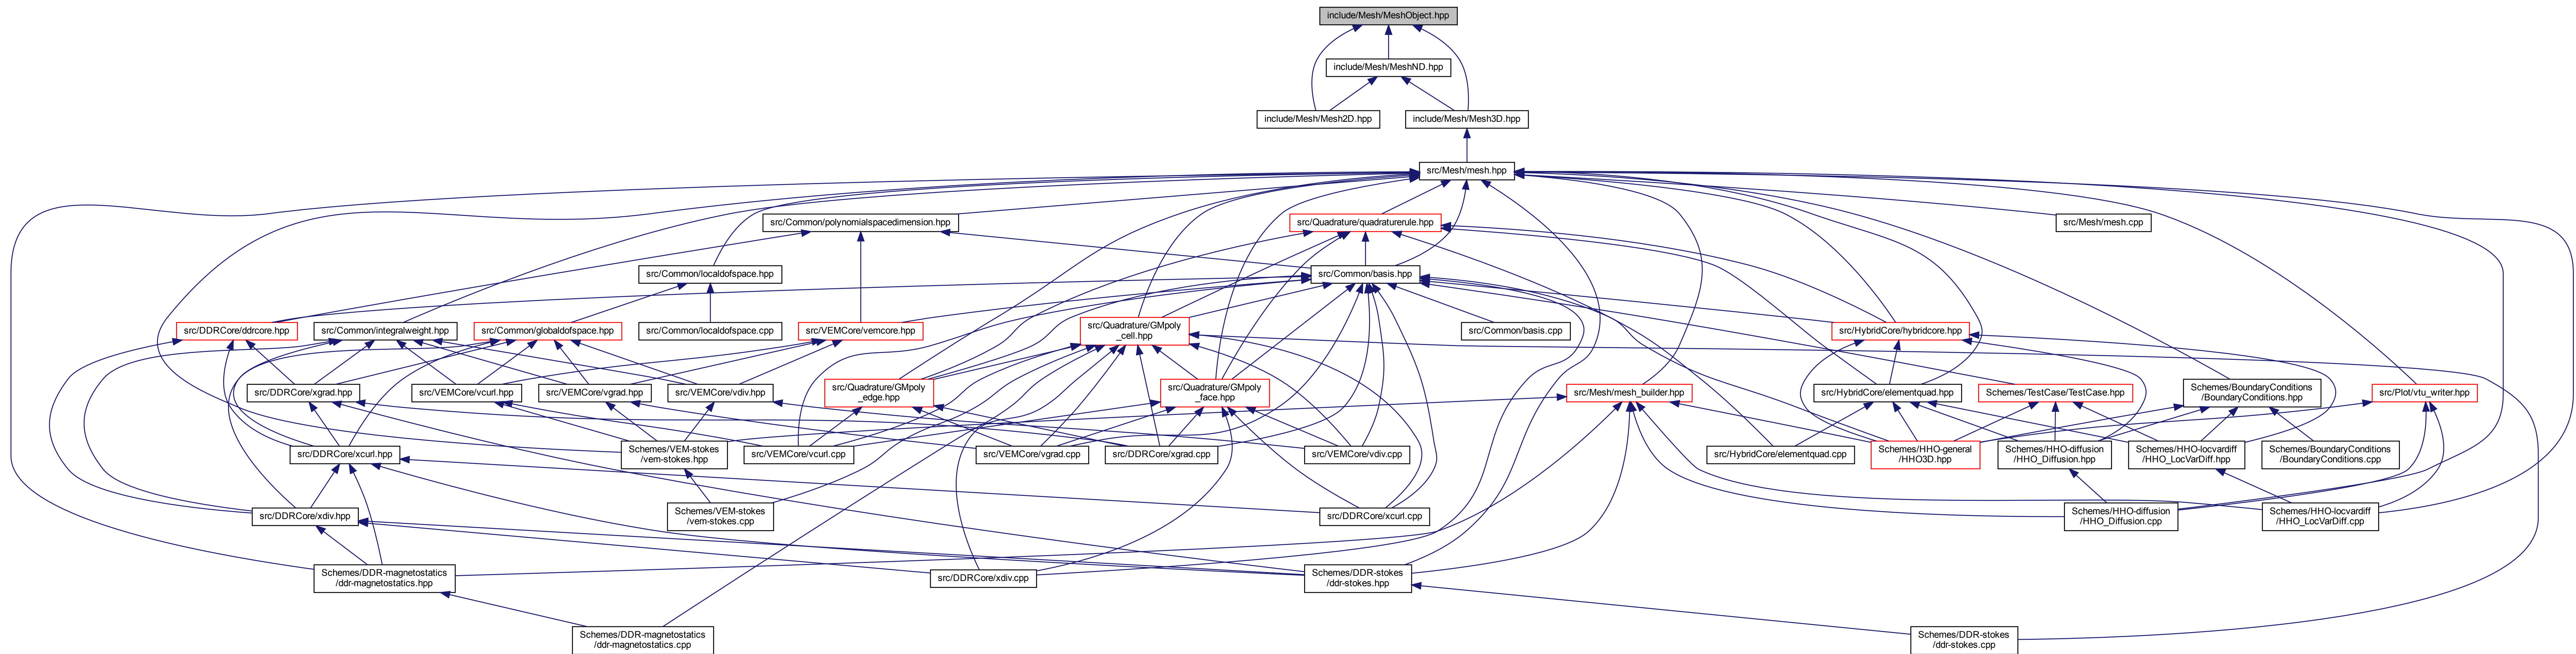 include/Mesh/MeshObject.hpp
include/Mesh/MeshND.hpp
include/Mesh/Mesh2D.hpp
include/Mesh/Mesh3D.hpp
src/Mesh/mesh.hpp
src/Common/polynomialspacedimension.hpp
src/Quadrature/quadraturerule.hpp
src/Mesh/mesh.cpp
src/Common/localdofspace.hpp
src/Common/basis.hpp
src/DDRCore/ddrcore.hpp
src/Common/integralweight.hpp
src/Common/globaldofspace.hpp
src/Common/localdofspace.cpp
src/VEMCore/vemcore.hpp
src/Quadrature/GMpoly
_cell.hpp
src/Common/basis.cpp
src/HybridCore/hybridcore.hpp
src/DDRCore/xgrad.hpp
src/VEMCore/vcurl.hpp
src/VEMCore/vgrad.hpp
src/VEMCore/vdiv.hpp
src/Quadrature/GMpoly
_edge.hpp
src/Quadrature/GMpoly
_face.hpp
src/Mesh/mesh_builder.hpp
src/HybridCore/elementquad.hpp
Schemes/TestCase/TestCase.hpp
Schemes/BoundaryConditions
/BoundaryConditions.hpp
src/Plot/vtu_writer.hpp
src/DDRCore/xcurl.hpp
Schemes/VEM-stokes
/vem-stokes.hpp
src/VEMCore/vcurl.cpp
src/VEMCore/vgrad.cpp
src/DDRCore/xgrad.cpp
src/VEMCore/vdiv.cpp
src/HybridCore/elementquad.cpp
Schemes/HHO-general
/HHO3D.hpp
Schemes/HHO-diffusion
/HHO_Diffusion.hpp
Schemes/HHO-locvardiff
/HHO_LocVarDiff.hpp
Schemes/BoundaryConditions
/BoundaryConditions.cpp
src/DDRCore/xdiv.hpp
Schemes/VEM-stokes
/vem-stokes.cpp
src/DDRCore/xcurl.cpp
Schemes/HHO-diffusion
/HHO_Diffusion.cpp
Schemes/HHO-locvardiff
/HHO_LocVarDiff.cpp
Schemes/DDR-magnetostatics
/ddr-magnetostatics.hpp
src/DDRCore/xdiv.cpp
Schemes/DDR-stokes
/ddr-stokes.hpp
Schemes/DDR-magnetostatics
/ddr-magnetostatics.cpp
Schemes/DDR-stokes
/ddr-stokes.cpp